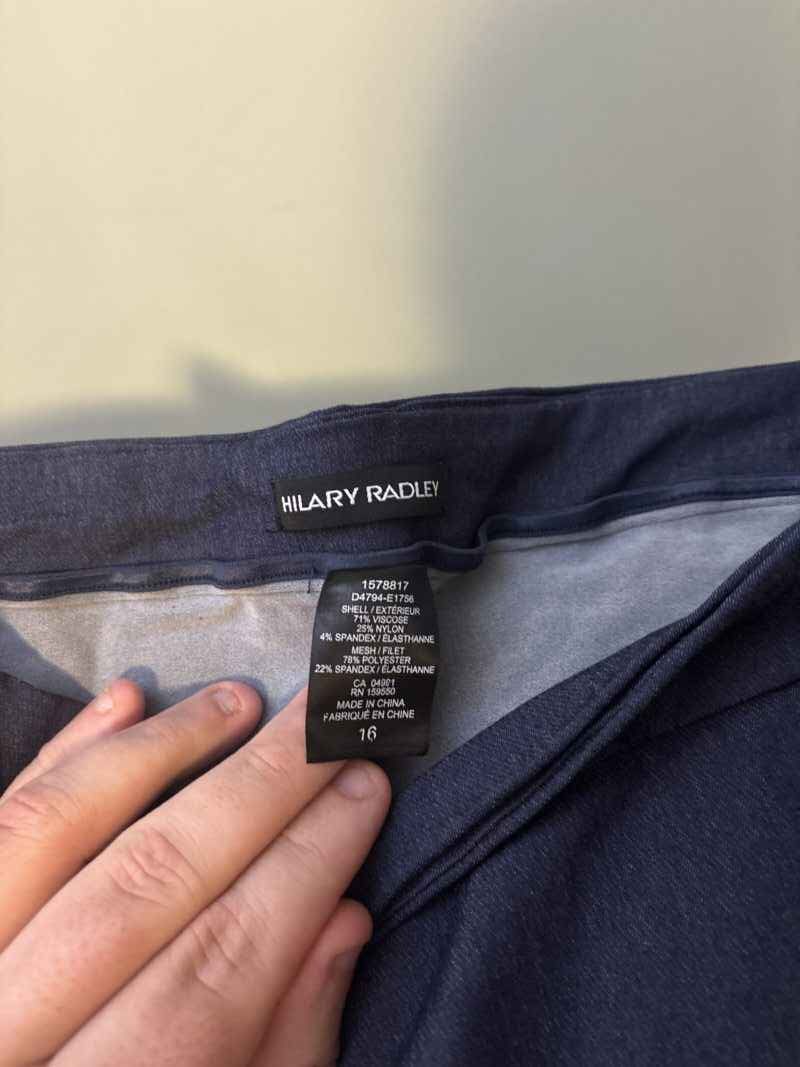 HILARY RADLEY
1578817
D4794-E1756
SHELL / EXTÉRIEUR
71% VISCOSE
25% NYLON
4% SPANDEX / ÉLASTHANNE
MESH / FILET
78% POLYESTER
22% SPANDEX / ÉLASTHANNE
CA 04981
RN 159550
MADE IN CHINA
FABRIQUÉ EN CHINE
16